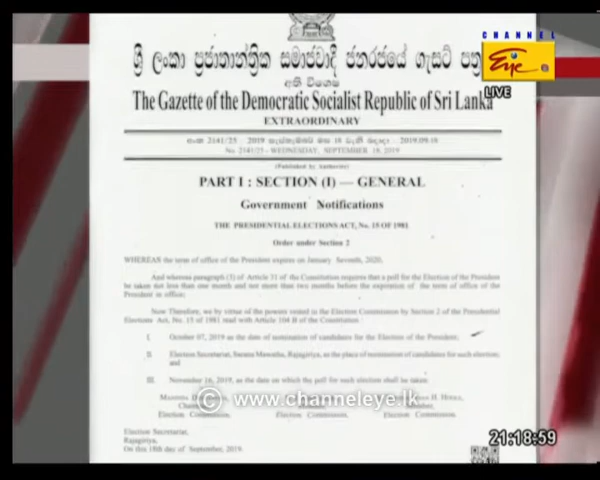 CHANNEL
Eye
LIVE
ශ්‍රී ලංකා ප්‍රජාතාන්ත්‍රික සමාජවාදී ජනරජයේ ගැසට් පත්‍ර
අති විශේෂ
The Gazette of the Democratic Socialist Republic of Sri Lanka
EXTRAORDINARY
අංක 2141/25 - 2019 සැප්තැම්බර් මස 18 වැනි බදාදා - 2019.09.18
No. 2141/25 - WEDNESDAY, SEPTEMBER 18, 2019
(Published by Authority)
PART I : SECTION (I) — GENERAL
Government Notifications
THE PRESIDENTIAL ELECTIONS ACT, No. 15 OF 1981
Order under Section 2
WHEREAS the term of office of the President expires on January Seventh, 2020.
And whereas paragraph (3) of Article 31 of the Constitution requires that a poll for the Election of the President
be taken not less than one month and not more than two months before the expiration of the term of office of the
President in office;
Now Therefore, we by virtue of the powers vested in the Election Commission by Section 2 of the Presidential
Elections Act, No. 15 of 1981 read with Article 104 B of the Constitution.
I. October 07, 2019 as the date of nomination of candidates for the Election of the President;
II. Election Secretariat, Sarana Mawatha, Rajagiriya, as the place of nomination of candidates for such election;
and
III. November 16, 2019, as the date on which the poll for such election shall be taken.
© www.channeleye.lk
Election Commission. Election Commission. Election Commission.
Election Secretariat,
Rajagiriya,
On this 18th day of September, 2019.
21:18:59